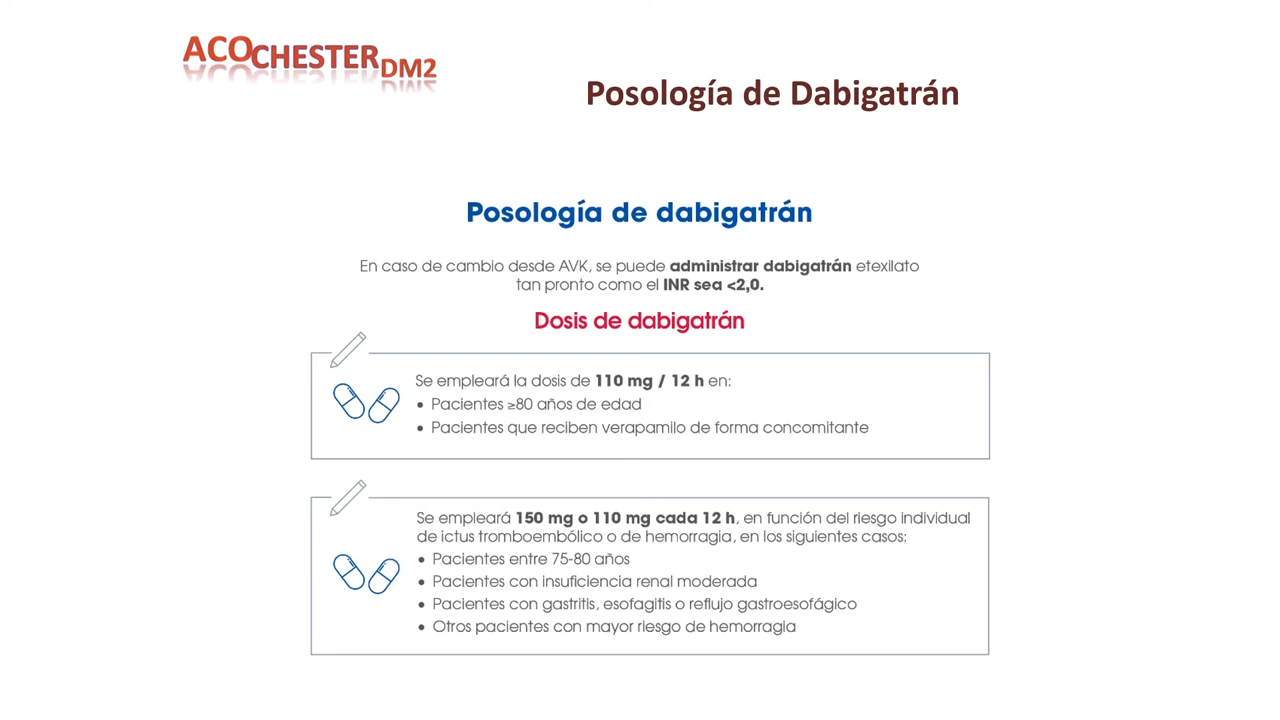 ACOCHESTERDM2
Posología de Dabigatrán
Posología de dabigatrán
En caso de cambio desde AVK, se puede administrar dabigatrán etexilato
tan pronto como el INR sea <2,0.
Dosis de dabigatrán
Se empleará la dosis de 110 mg / 12 h en:
• Pacientes ≥80 años de edad
• Pacientes que reciben verapamilo de forma concomitante
Se empleará 150 mg o 110 mg cada 12 h, en función del riesgo individual
de ictus tromboembólico o de hemorragia, en los siguientes casos:
• Pacientes entre 75-80 años
• Pacientes con insuficiencia renal moderada
• Pacientes con gastritis, esofagitis o reflujo gastroesofágico
• Otros pacientes con mayor riesgo de hemorragia